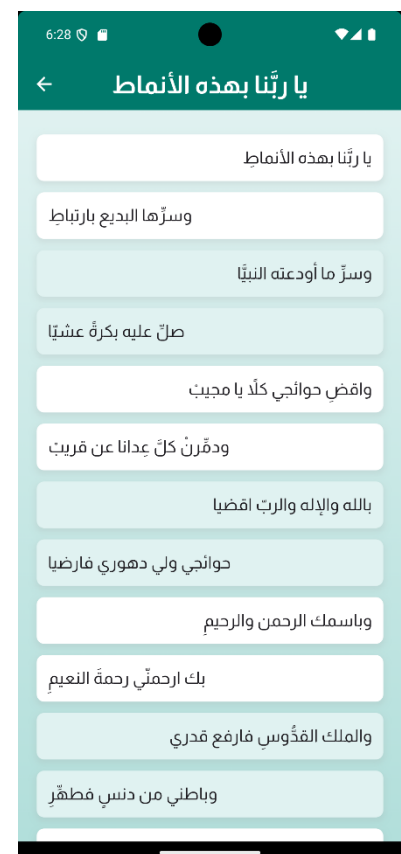 6:28
يا ربَّنا بهذه الأنماط
يا ربَّنا بهذه الأنماطِ
وسرِّها البديع بارتباطِ
وسرِّ ما أودعته النبيَّا
صلِّ عليه بكرةً عشيّا
واقضِ حوائجي كلًا يا مجيبْ
ودمِّرنْ كلَّ عِدانا عن قريبْ
بالله والإله والربّ اقضيا
حوائجي ولي دهوري فارضيا
وباسمك الرحمن والرحيمِ
بك ارحمنّي رحمةَ النعيمِ
والملك القدُّوسِ فارفع قدري
وباطني من دنسٍ فطهِّرِ